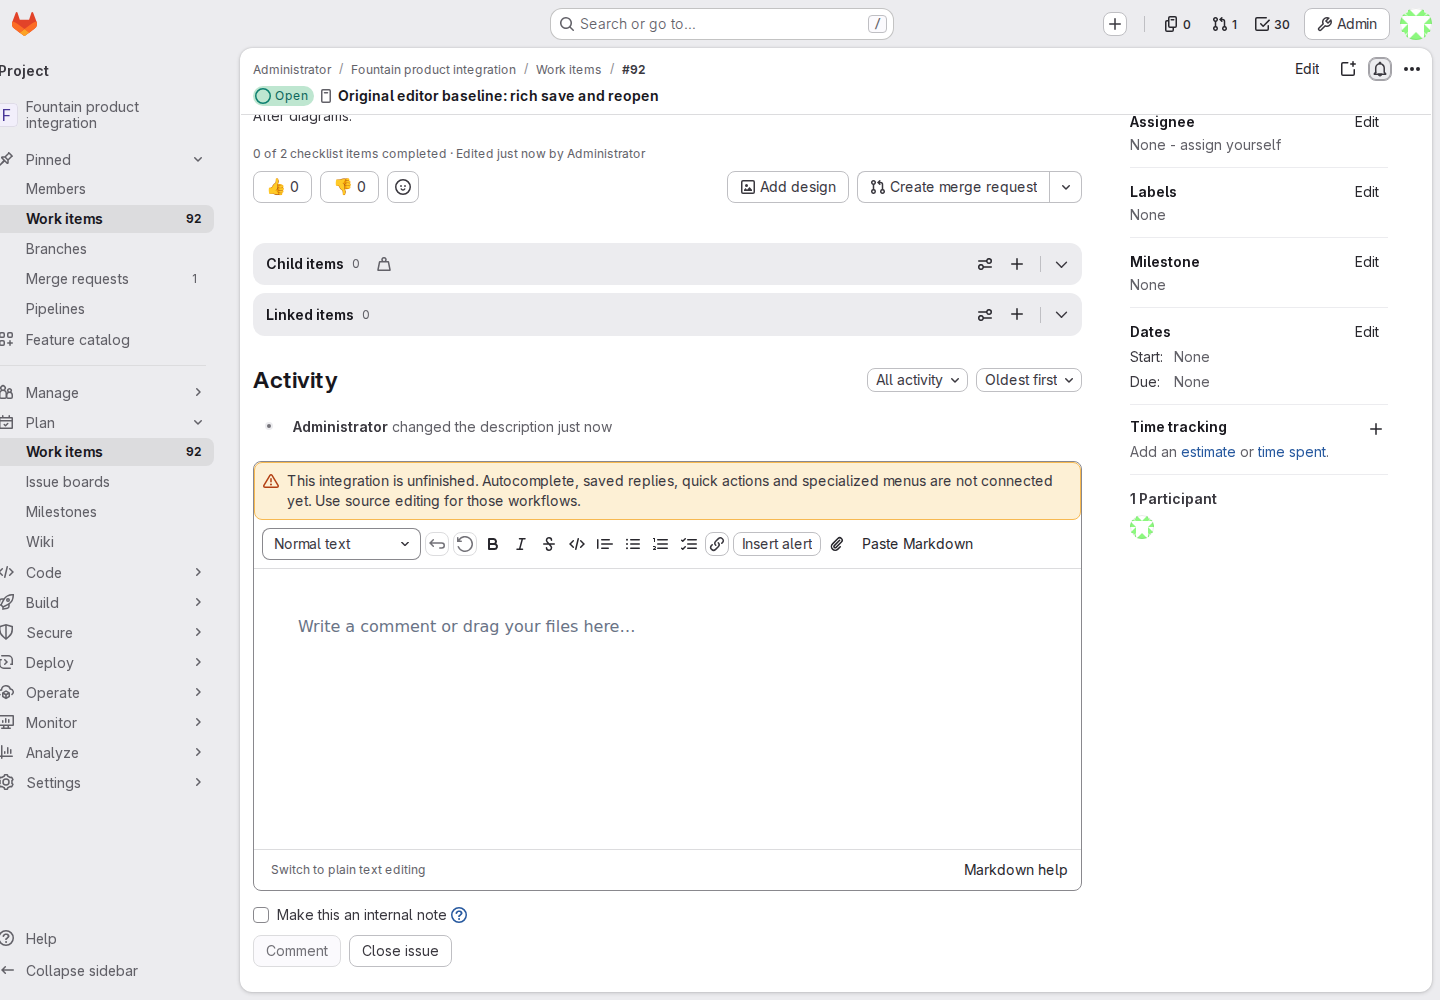 Search or go to...
/
0
1
30
Admin
Project
F
Fountain product
integration
Pinned
Members
Work items
92
Branches
Merge requests
1
Pipelines
Feature catalog
Manage
Plan
Work items
92
Issue boards
Milestones
Wiki
Code
Build
Secure
Deploy
Operate
Monitor
Analyze
Settings
Help
Collapse sidebar
Administrator / Fountain product integration / Work items / #92
Edit
Open
Original editor baseline: rich save and reopen
After diagrams.
0 of 2 checklist items completed · Edited just now by Administrator
👍 0
👎 0
Add design
Create merge request
Child items 0
Linked items 0
Activity
All activity
Oldest first
Administrator changed the description just now
This integration is unfinished. Autocomplete, saved replies, quick actions and specialized menus are not connected
yet. Use source editing for those workflows.
Normal text
B
I
S
Insert alert
Paste Markdown
Write a comment or drag your files here…
Switch to plain text editing
Markdown help
Make this an internal note
Comment
Close issue
Assignee
Edit
None - assign yourself
Labels
Edit
None
Milestone
Edit
None
Dates
Edit
Start: None
Due: None
Time tracking
Add an estimate or time spent.
1 Participant